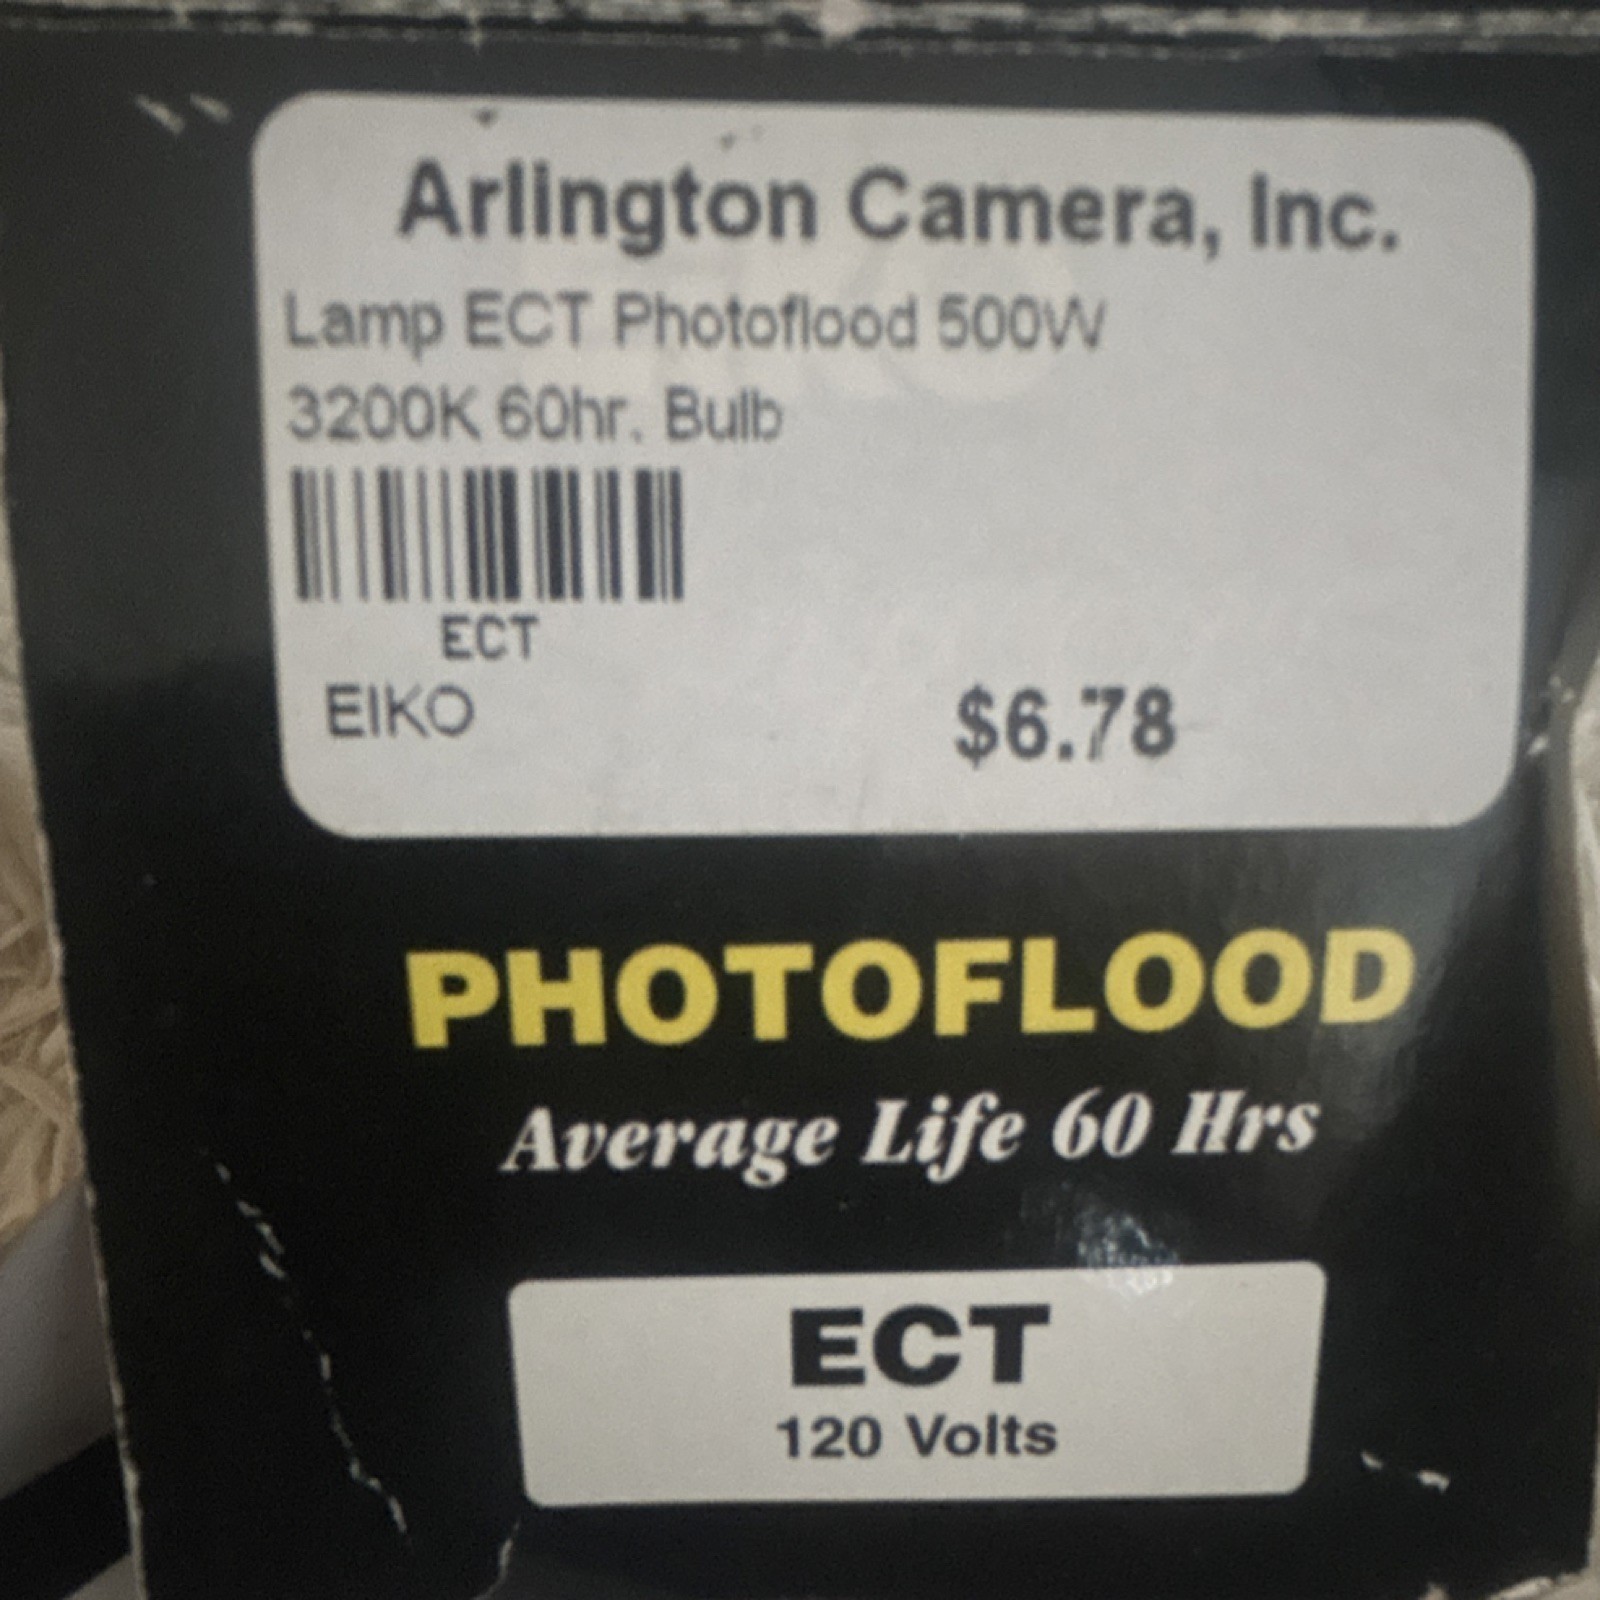 Arlington Camera, Inc.
Lamp ECT Photoflood 500W
3200K 60hr. Bulb
ECT
EIKO
$6.78
PHOTOFLOOD
Average Life 60 Hrs
ECT
120 Volts